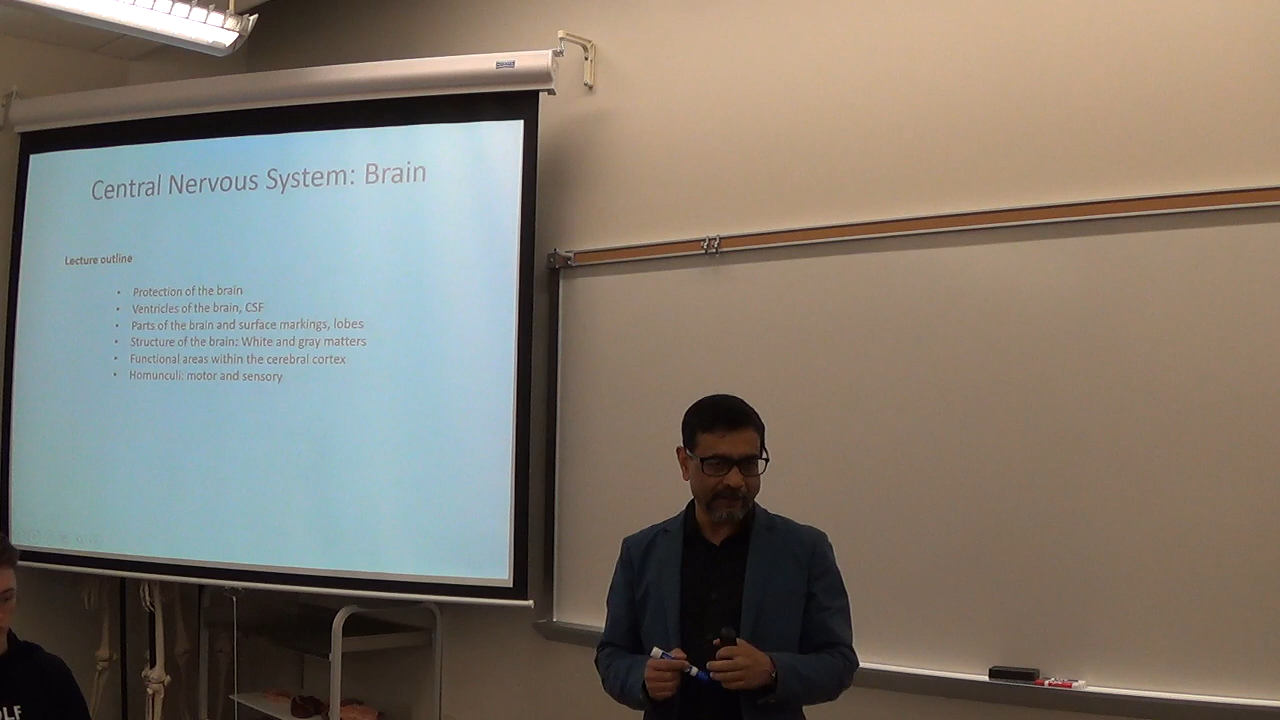 Central Nervous System: Brain
Lecture outline
• Protection of the brain
• Ventricles of the brain, CSF
• Parts of the brain and surface markings, lobes
• Structure of the brain: White and gray matters
• Functional areas within the cerebral cortex
• Homunculi: motor and sensory